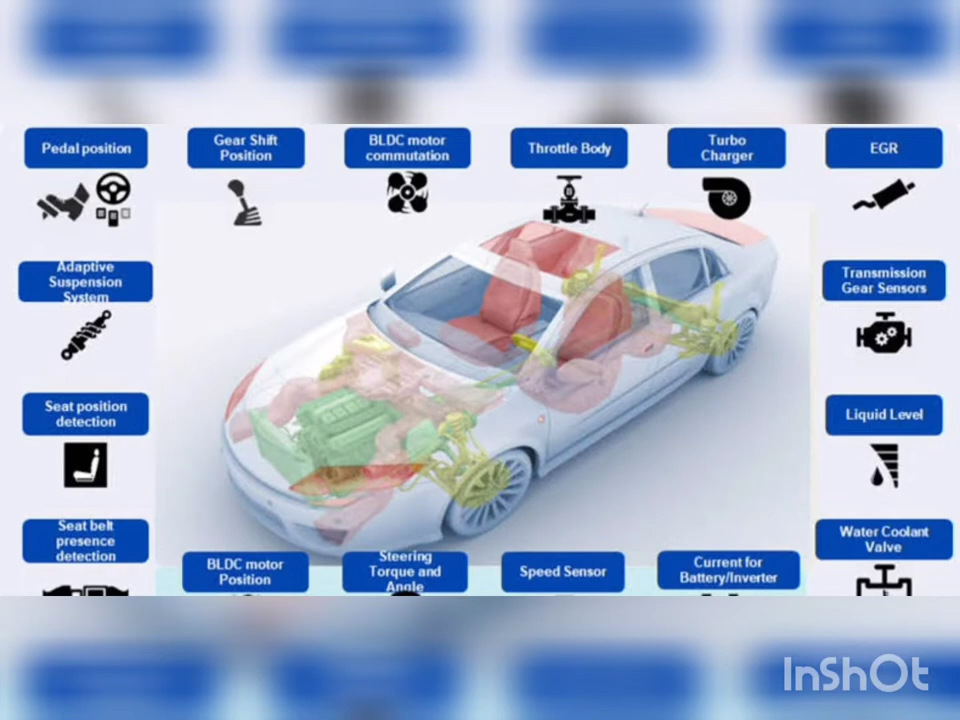 Pedal position
Gear Shift
Position
BLDC motor
commutation
Throttle Body
Turbo
Charger
EGR
Adaptive
Suspension
System
Transmission
Gear Sensors
Seat position
detection
Liquid Level
Seat belt
presence
detection
Water Coolant
Valve
BLDC motor
Position
Steering
Torque and
Angle
Speed Sensor
Current for
Battery/Inverter
InShOt